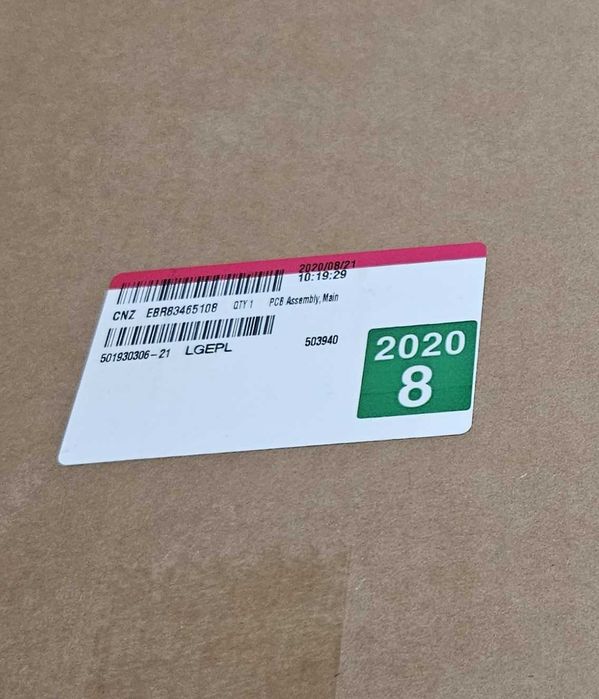 2020/08/21
10:19:29
CNZ EBR83465108 QTY 1 PCB Assembly, Main
501930306-21 LGEPL 503940
2020
8